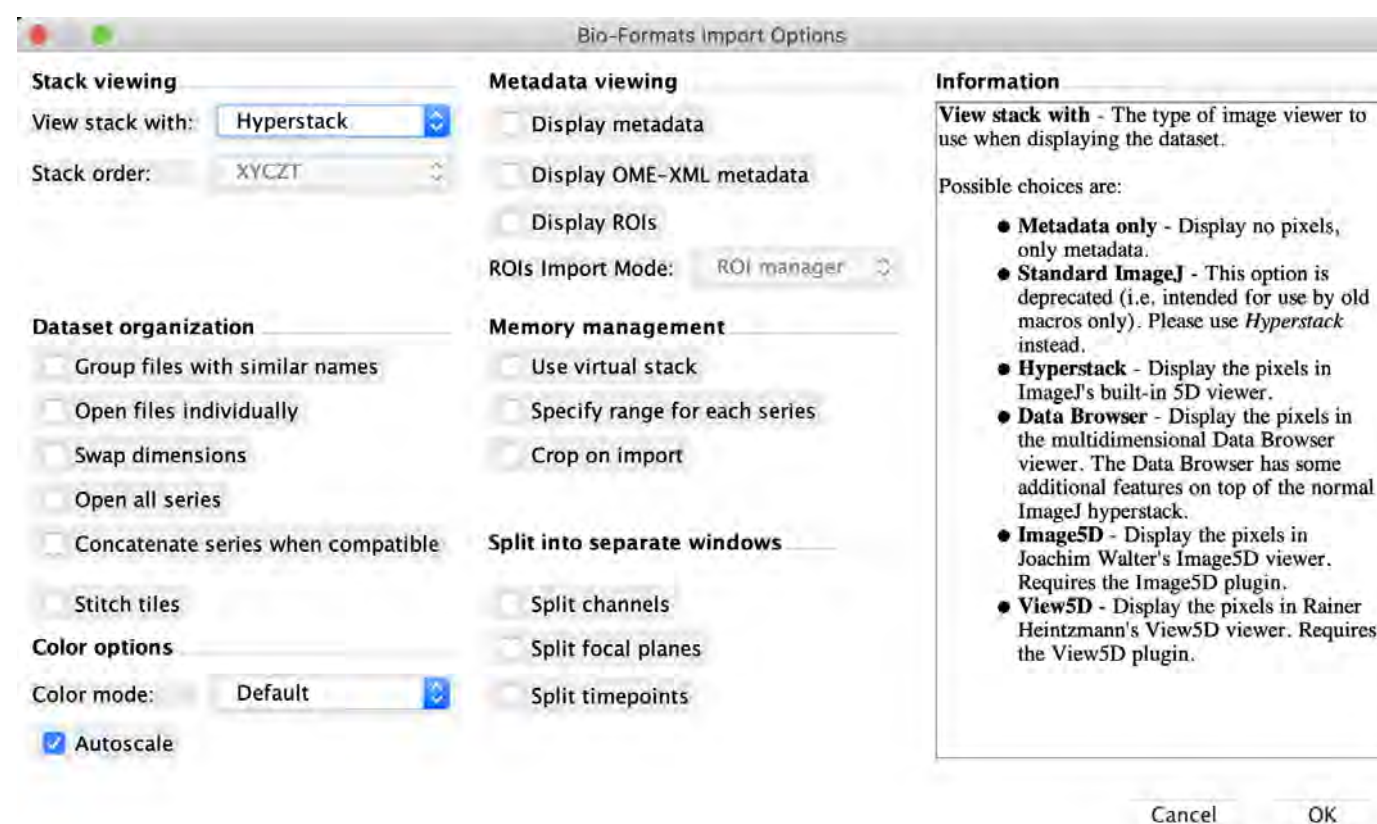 Bio-Formats Import Options
Stack viewing
View stack with: Hyperstack
Stack order: XYCZT
Dataset organization
Group files with similar names
Open files individually
Swap dimensions
Open all series
Concatenate series when compatible
Stitch tiles
Color options
Color mode: Default
Autoscale
Metadata viewing
Display metadata
Display OME-XML metadata
Display ROIs
ROIs Import Mode: ROI manager
Memory management
Use virtual stack
Specify range for each series
Crop on import
Split into separate windows
Split channels
Split focal planes
Split timepoints
Information
View stack with - The type of image viewer to
use when displaying the dataset.
Possible choices are:
● Metadata only - Display no pixels,
only metadata.
● Standard ImageJ - This option is
deprecated (i.e. intended for use by old
macros only). Please use Hyperstack
instead.
● Hyperstack - Display the pixels in
ImageJ's built-in 5D viewer.
● Data Browser - Display the pixels in
the multidimensional Data Browser
viewer. The Data Browser has some
additional features on top of the normal
ImageJ hyperstack.
● Image5D - Display the pixels in
Joachim Walter's Image5D viewer.
Requires the Image5D plugin.
● View5D - Display the pixels in Rainer
Heintzmann's View5D viewer. Requires
the View5D plugin.
Cancel OK